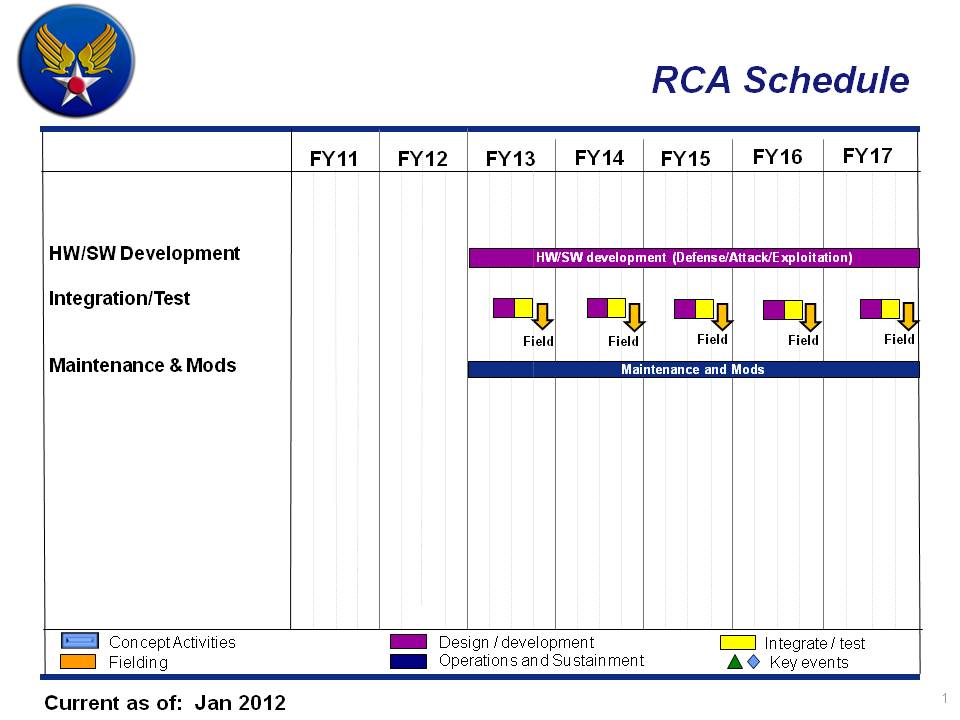 RCA Schedule
FY11 FY12 FY13 FY14 FY15 FY16 FY17
HW/SW Development
HW/SW development (Defense/Attack/Exploitation)
Integration/Test
Field Field Field Field Field
Maintenance & Mods
Maintenance and Mods
Concept Activities Design / development Integrate / test
Fielding Operations and Sustainment Key events
Current as of: Jan 2012
1